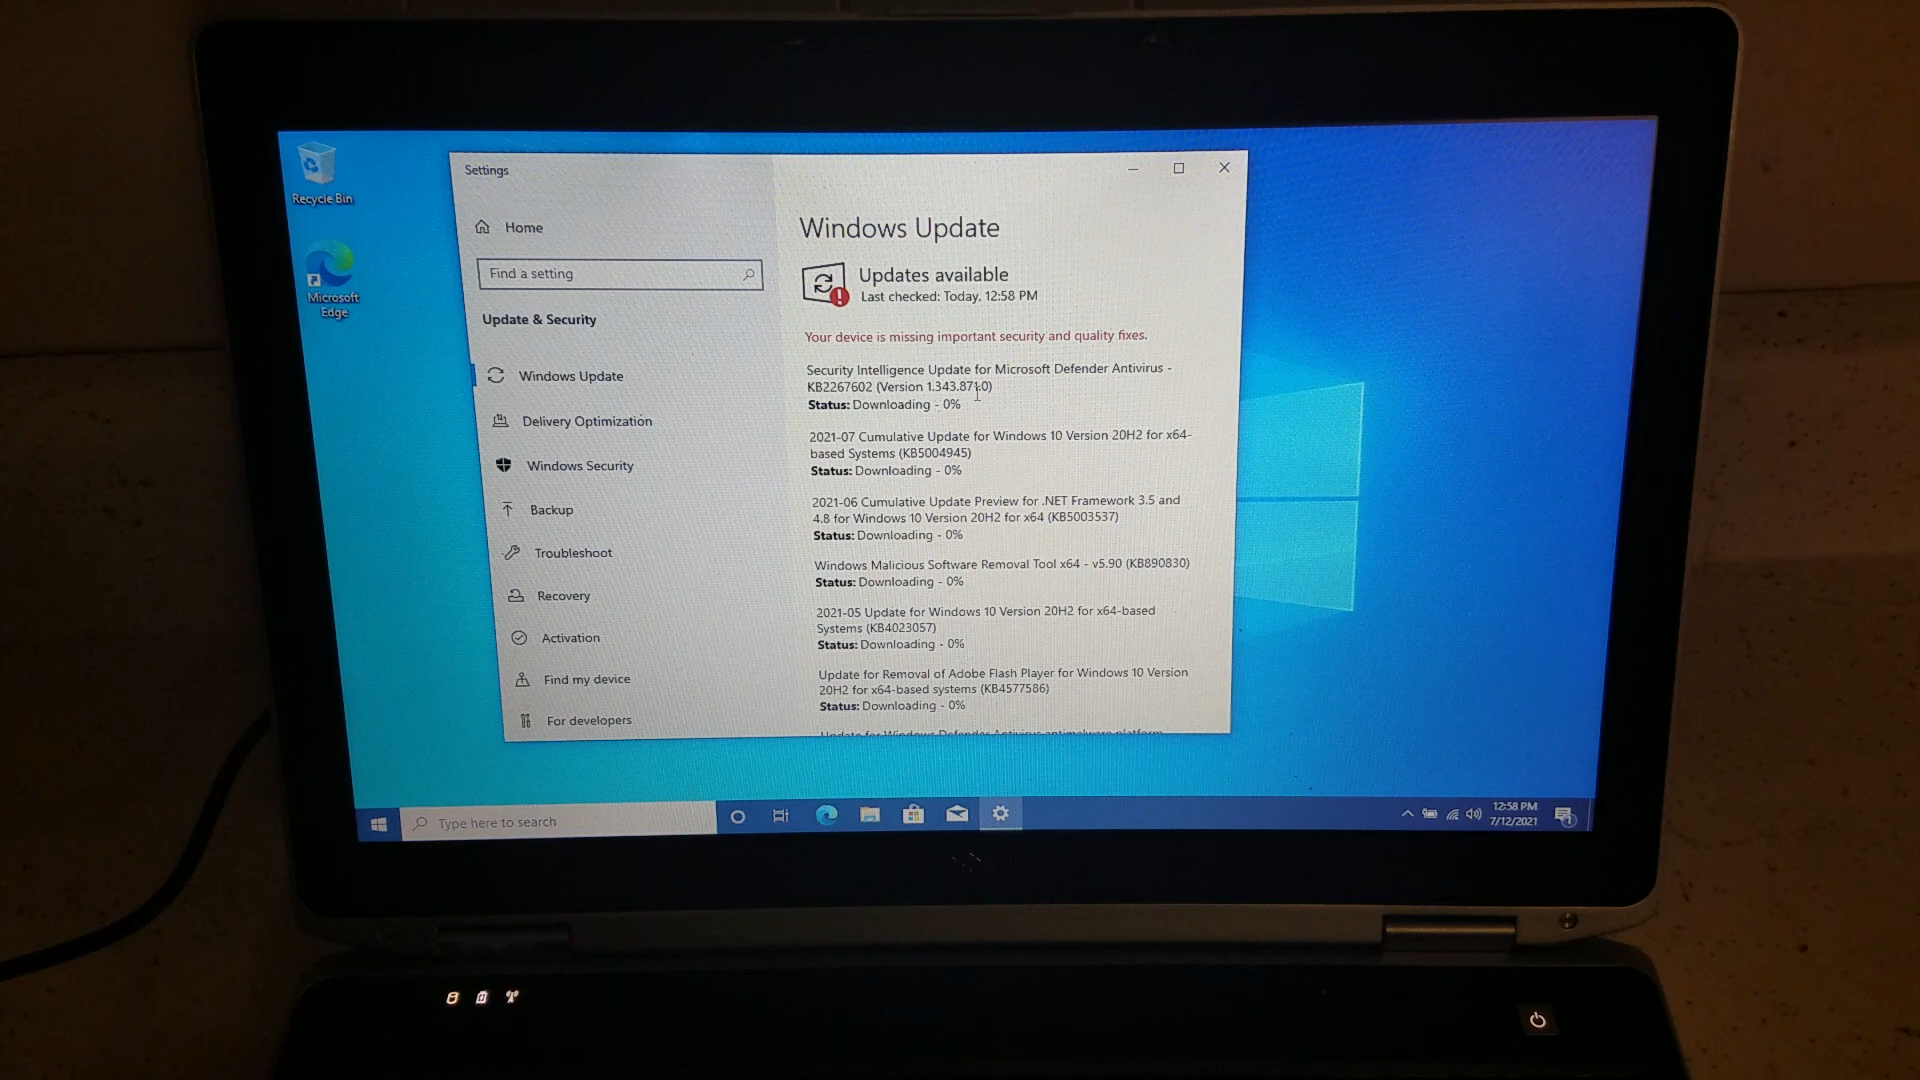 Recycle Bin
Microsoft
Edge
Settings
Home
Find a setting
Update & Security
Windows Update
Delivery Optimization
Windows Security
Backup
Troubleshoot
Recovery
Activation
Find my device
For developers
Windows Update
Updates available
Last checked: Today, 12:58 PM
Your device is missing important security and quality fixes.
Security Intelligence Update for Microsoft Defender Antivirus -
KB2267602 (Version 1.343.871.0)
Status: Downloading - 0%
2021-07 Cumulative Update for Windows 10 Version 20H2 for x64-
based Systems (KB5004945)
Status: Downloading - 0%
2021-06 Cumulative Update Preview for .NET Framework 3.5 and
4.8 for Windows 10 Version 20H2 for x64 (KB5003537)
Status: Downloading - 0%
Windows Malicious Software Removal Tool x64 - v5.90 (KB890830)
Status: Downloading - 0%
2021-05 Update for Windows 10 Version 20H2 for x64-based
Systems (KB4023057)
Status: Downloading - 0%
Update for Removal of Adobe Flash Player for Windows 10 Version
20H2 for x64-based systems (KB4577586)
Status: Downloading - 0%
Update for Windows Defender Antivirus antimalware platform
Type here to search
12:58 PM
7/12/2021